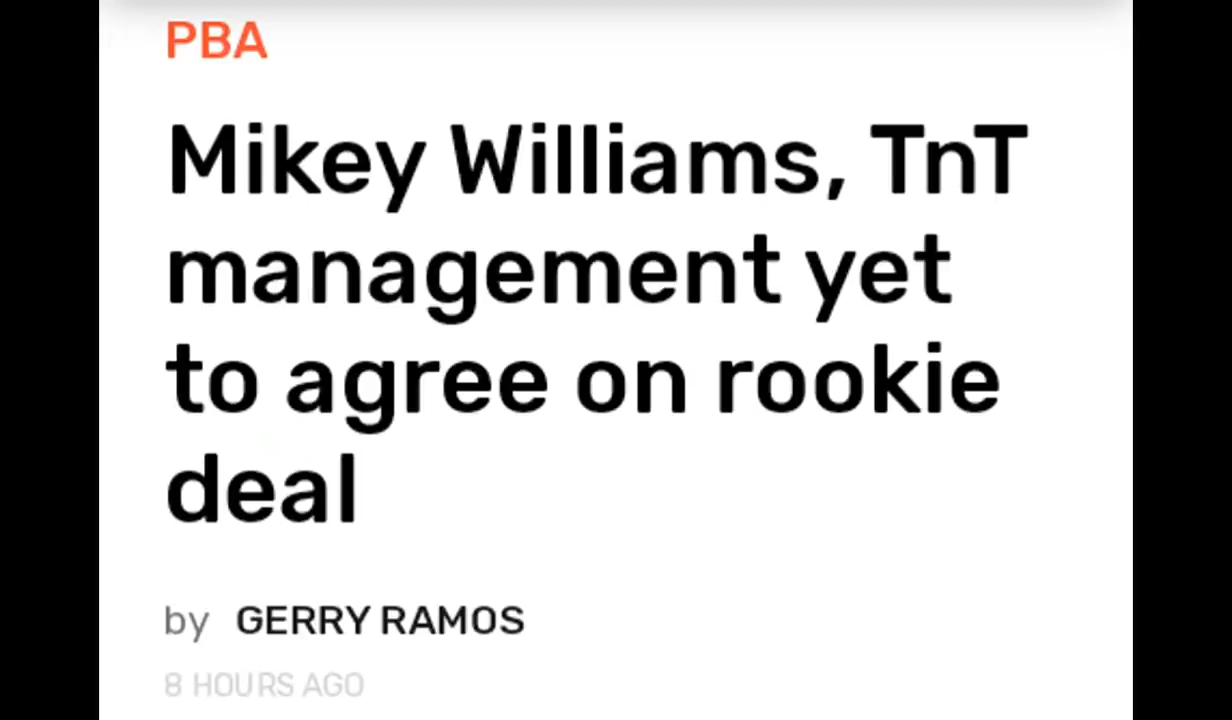 PBA
Mikey Williams, TnT
management yet
to agree on rookie
deal
by GERRY RAMOS
8 HOURS AGO